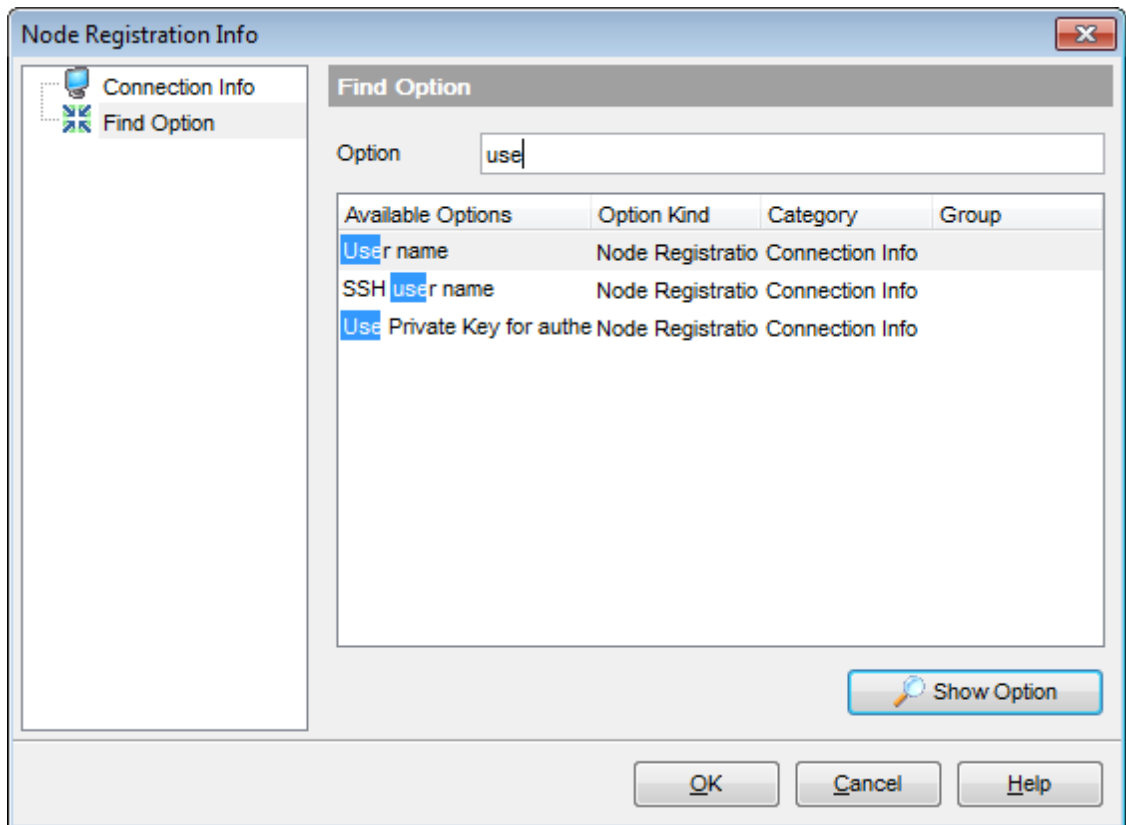 Node Registration Info
Connection Info
Find Option
Find Option
Option use
Available Options Option Kind Category Group
User name Node Registratio Connection Info
SSH user name Node Registratio Connection Info
Use Private Key for authe Node Registratio Connection Info
Show Option
OK Cancel Help